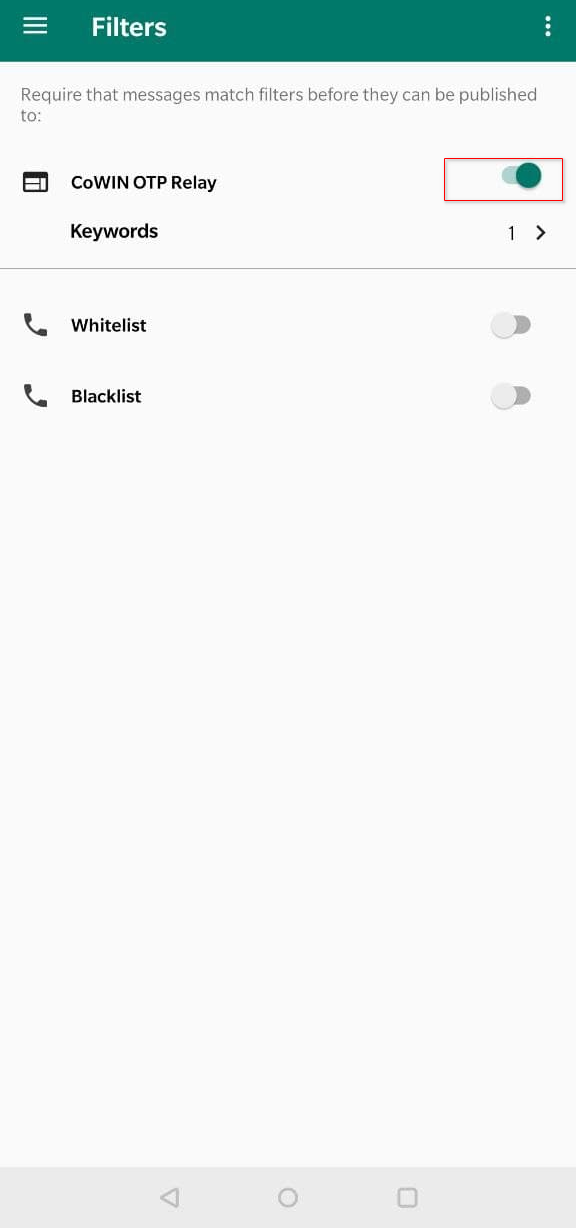 Filters
Require that messages match filters before they can be published
to:
CoWIN OTP Relay
Keywords 1
Whitelist
Blacklist